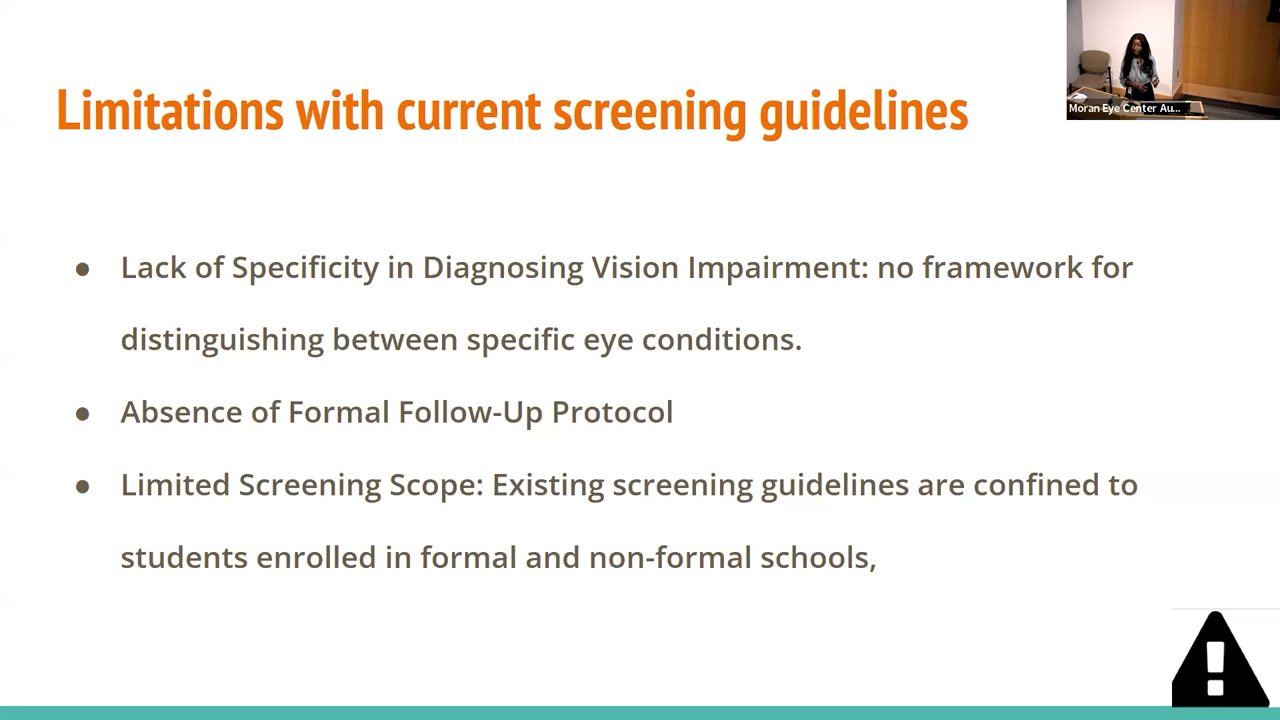 Limitations with current screening guidelines
Moran Eye Center Au...
● Lack of Specificity in Diagnosing Vision Impairment: no framework for
distinguishing between specific eye conditions.
● Absence of Formal Follow-Up Protocol
● Limited Screening Scope: Existing screening guidelines are confined to
students enrolled in formal and non-formal schools,